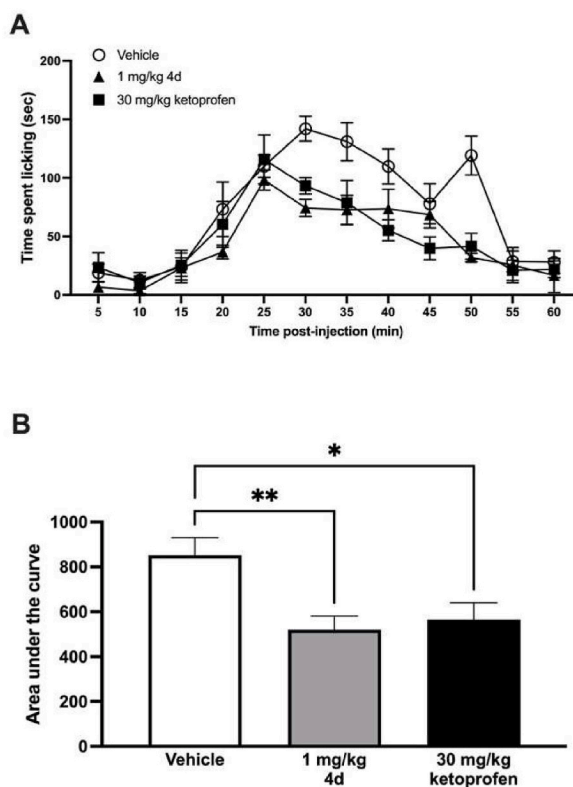 A
Vehicle
1 mg/kg 4d
30 mg/kg ketoprofen
Time spent licking (sec)
200
150
100
50
0
5 10 15 20 25 30 35 40 45 50 55 60
Time post-injection (min)
B
*
**
Area under the curve
1000
800
600
400
200
0
Vehicle 1 mg/kg 30 mg/kg
4d ketoprofen